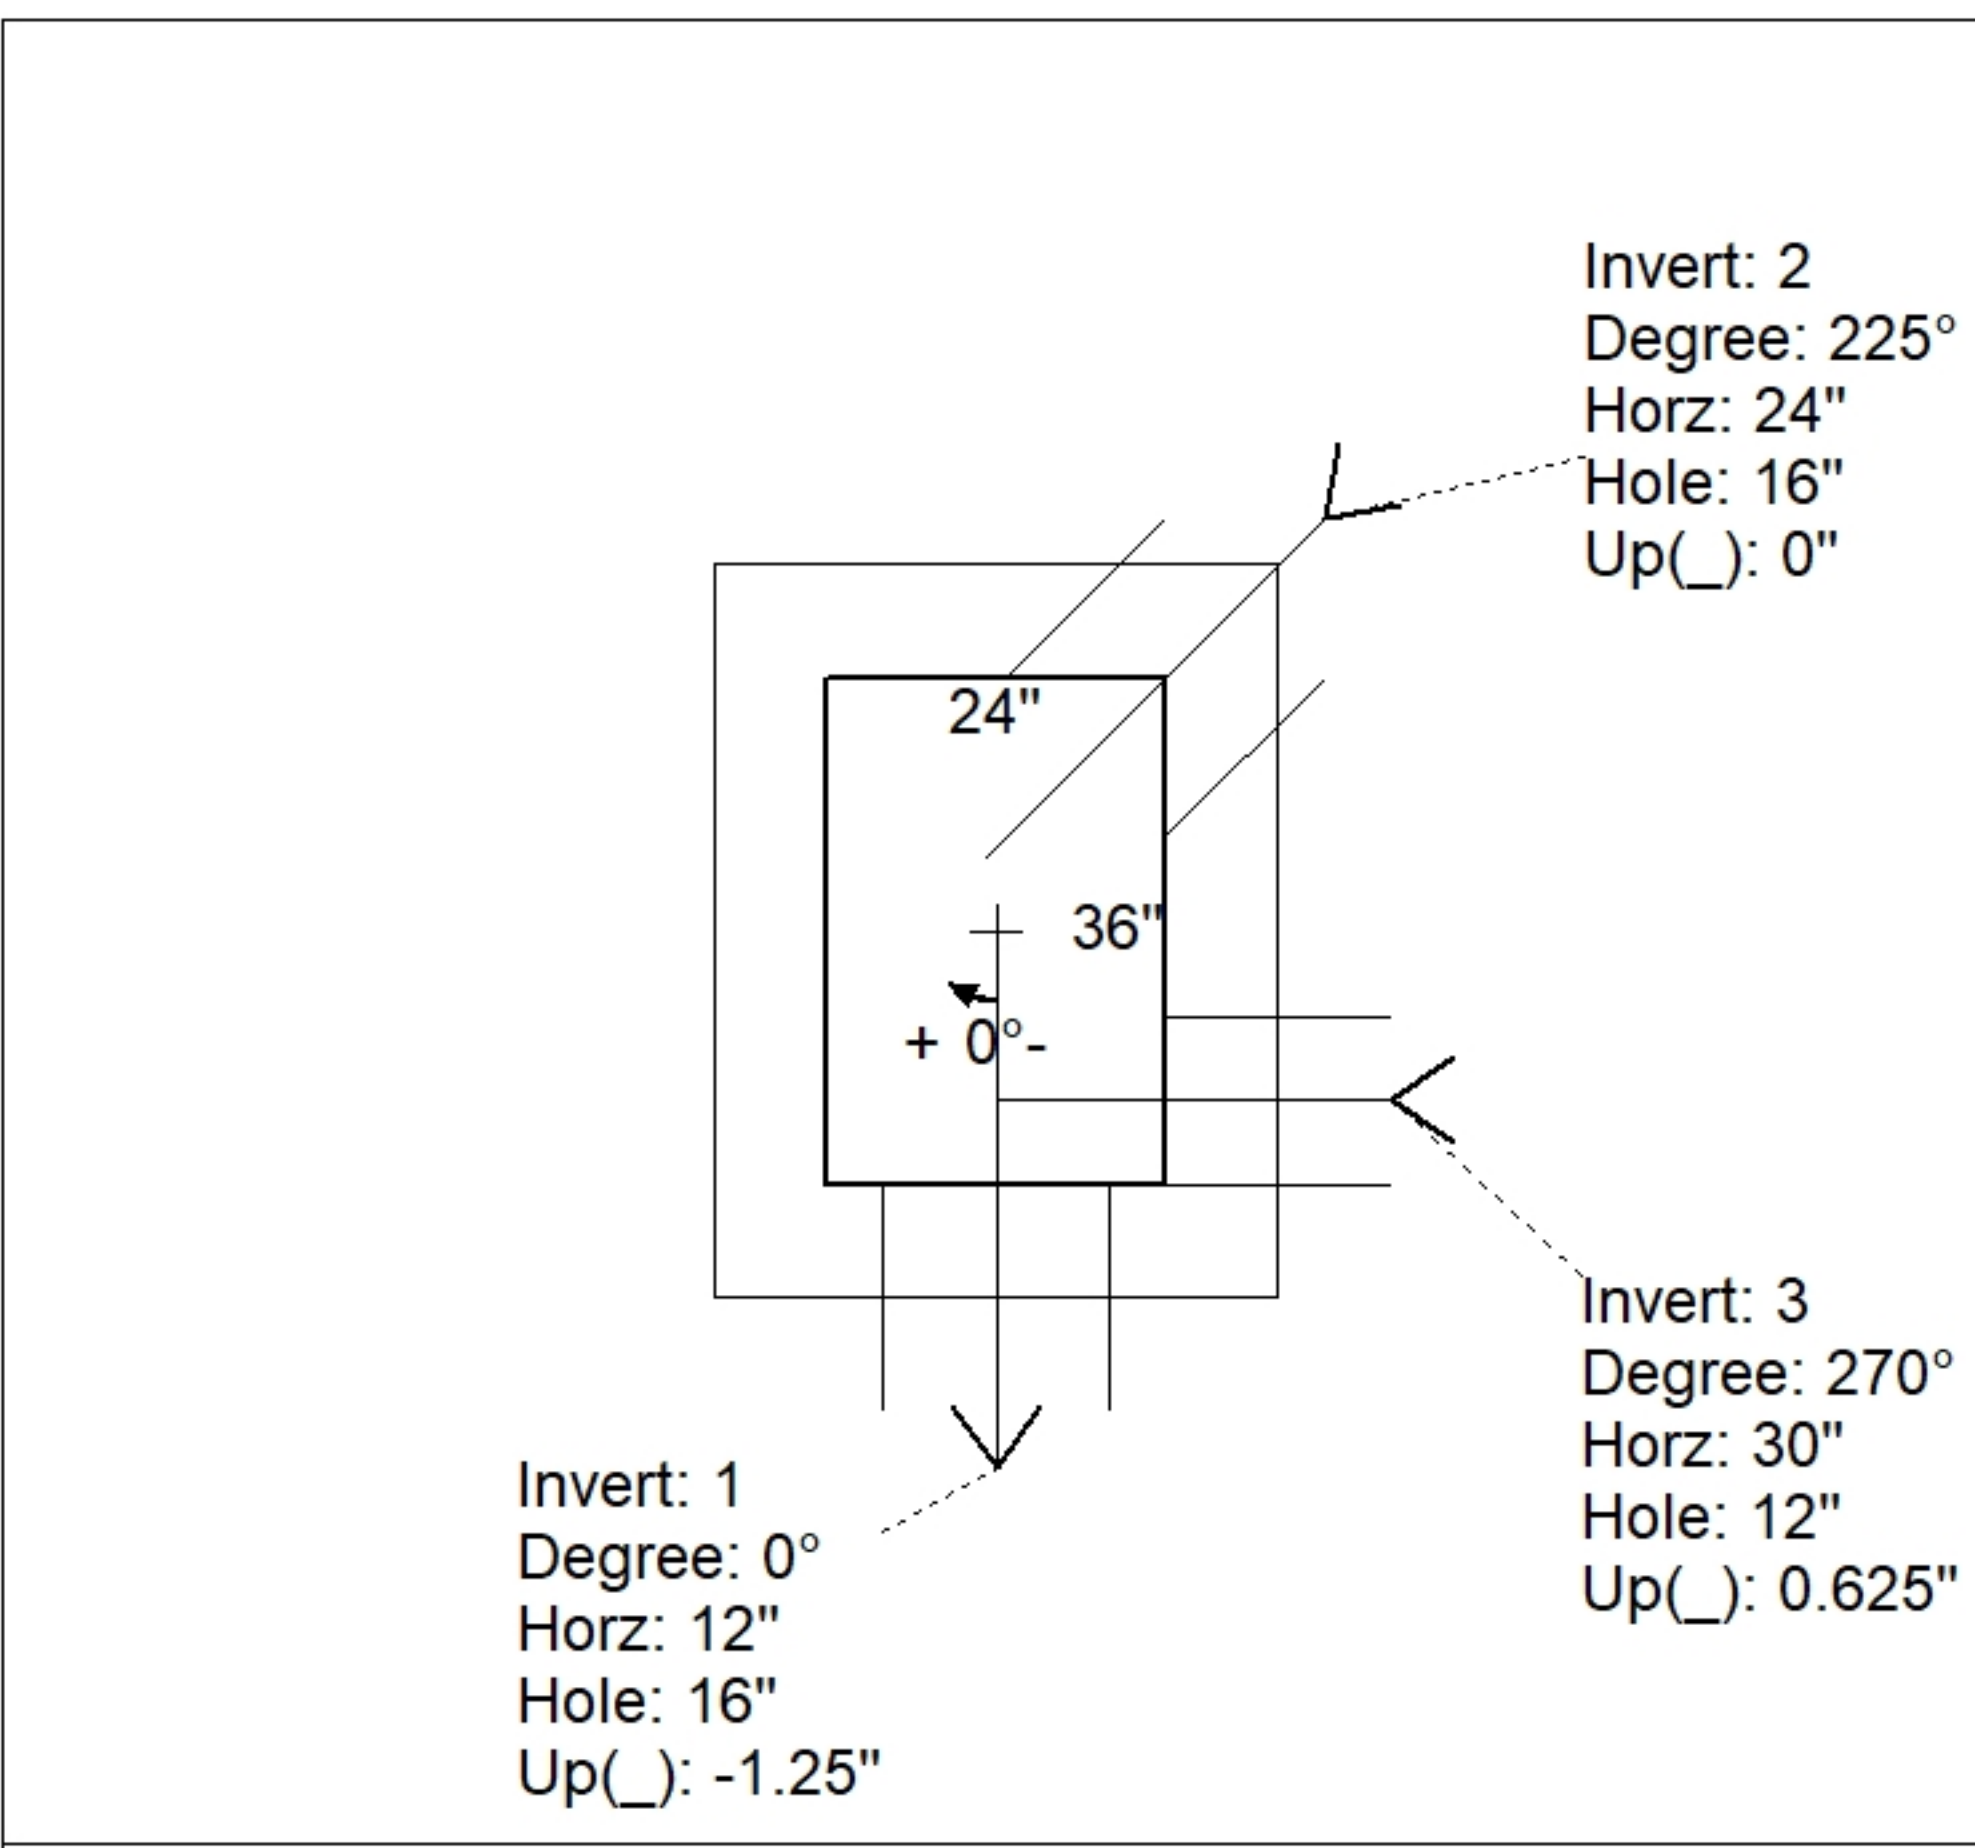 Invert: 2
Degree: 225°
Horz: 24"
Hole: 16"
Up(_): 0"
24"
36"
+ 0°-
Invert: 3
Degree: 270°
Horz: 30"
Hole: 12"
Up(_): 0.625"
Invert: 1
Degree: 0°
Horz: 12"
Hole: 16"
Up(_): -1.25"